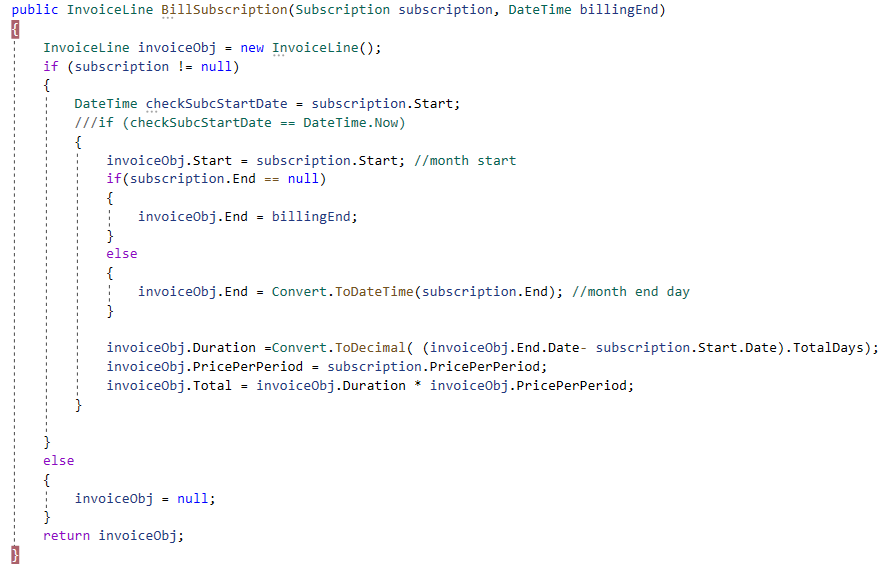 public InvoiceLine BillSubscription(Subscription subscription, DateTime billingEnd)
{
    InvoiceLine invoiceObj = new InvoiceLine();
    if (subscription != null)
    {
        DateTime checkSubcStartDate = subscription.Start;
        ///if (checkSubcStartDate == DateTime.Now)
        {
            invoiceObj.Start = subscription.Start; //month start
            if(subscription.End == null)
            {
                invoiceObj.End = billingEnd;
            }
            else
            {
                invoiceObj.End = Convert.ToDateTime(subscription.End); //month end day
            }

            invoiceObj.Duration =Convert.ToDecimal( (invoiceObj.End.Date- subscription.Start.Date).TotalDays);
            invoiceObj.PricePerPeriod = subscription.PricePerPeriod;
            invoiceObj.Total = invoiceObj.Duration * invoiceObj.PricePerPeriod;
        }

    }
    else
    {
        invoiceObj = null;
    }
    return invoiceObj;
}